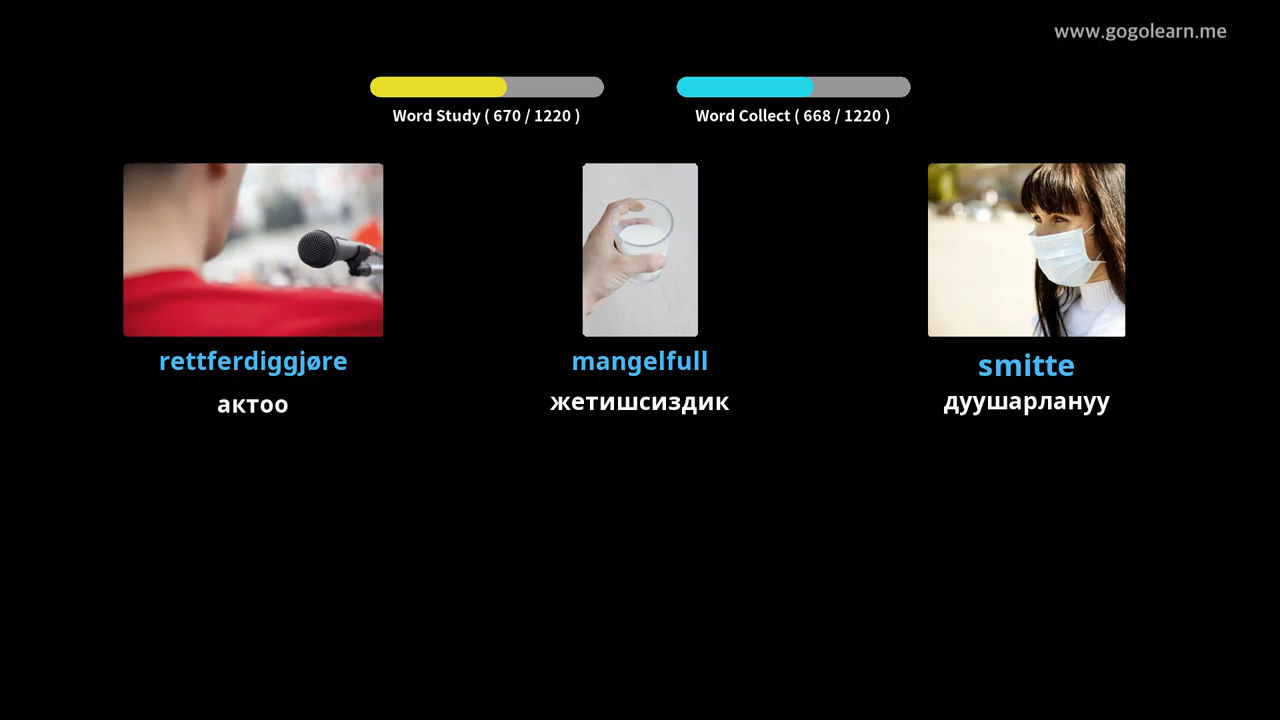 www.gogolearn.me
Word Study ( 670 / 1220 )
Word Collect ( 668 / 1220 )
rettferdiggjøre
актоо
mangelfull
жетишсиздик
smitte
дуушарлануу